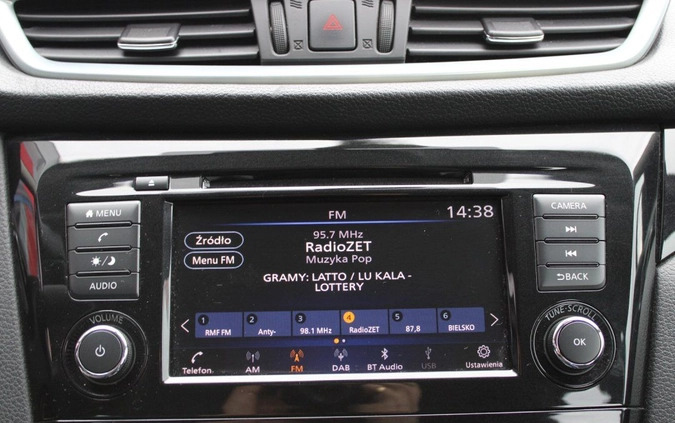 MENU
AUDIO
VOLUME
FM
14:38
Źródło
Menu FM
95.7 MHz
RadioZET
Muzyka Pop
GRAMY: LATTO / LU KALA -
LOTTERY
1 2 3 4 5 6
RMF FM Anty- 98.1 MHz RadioZET 87,8 BIELSKO
Telefon. AM FM DAB BT Audio USB Ustawienia
CAMERA
BACK
TUNE·SCROLL
OK